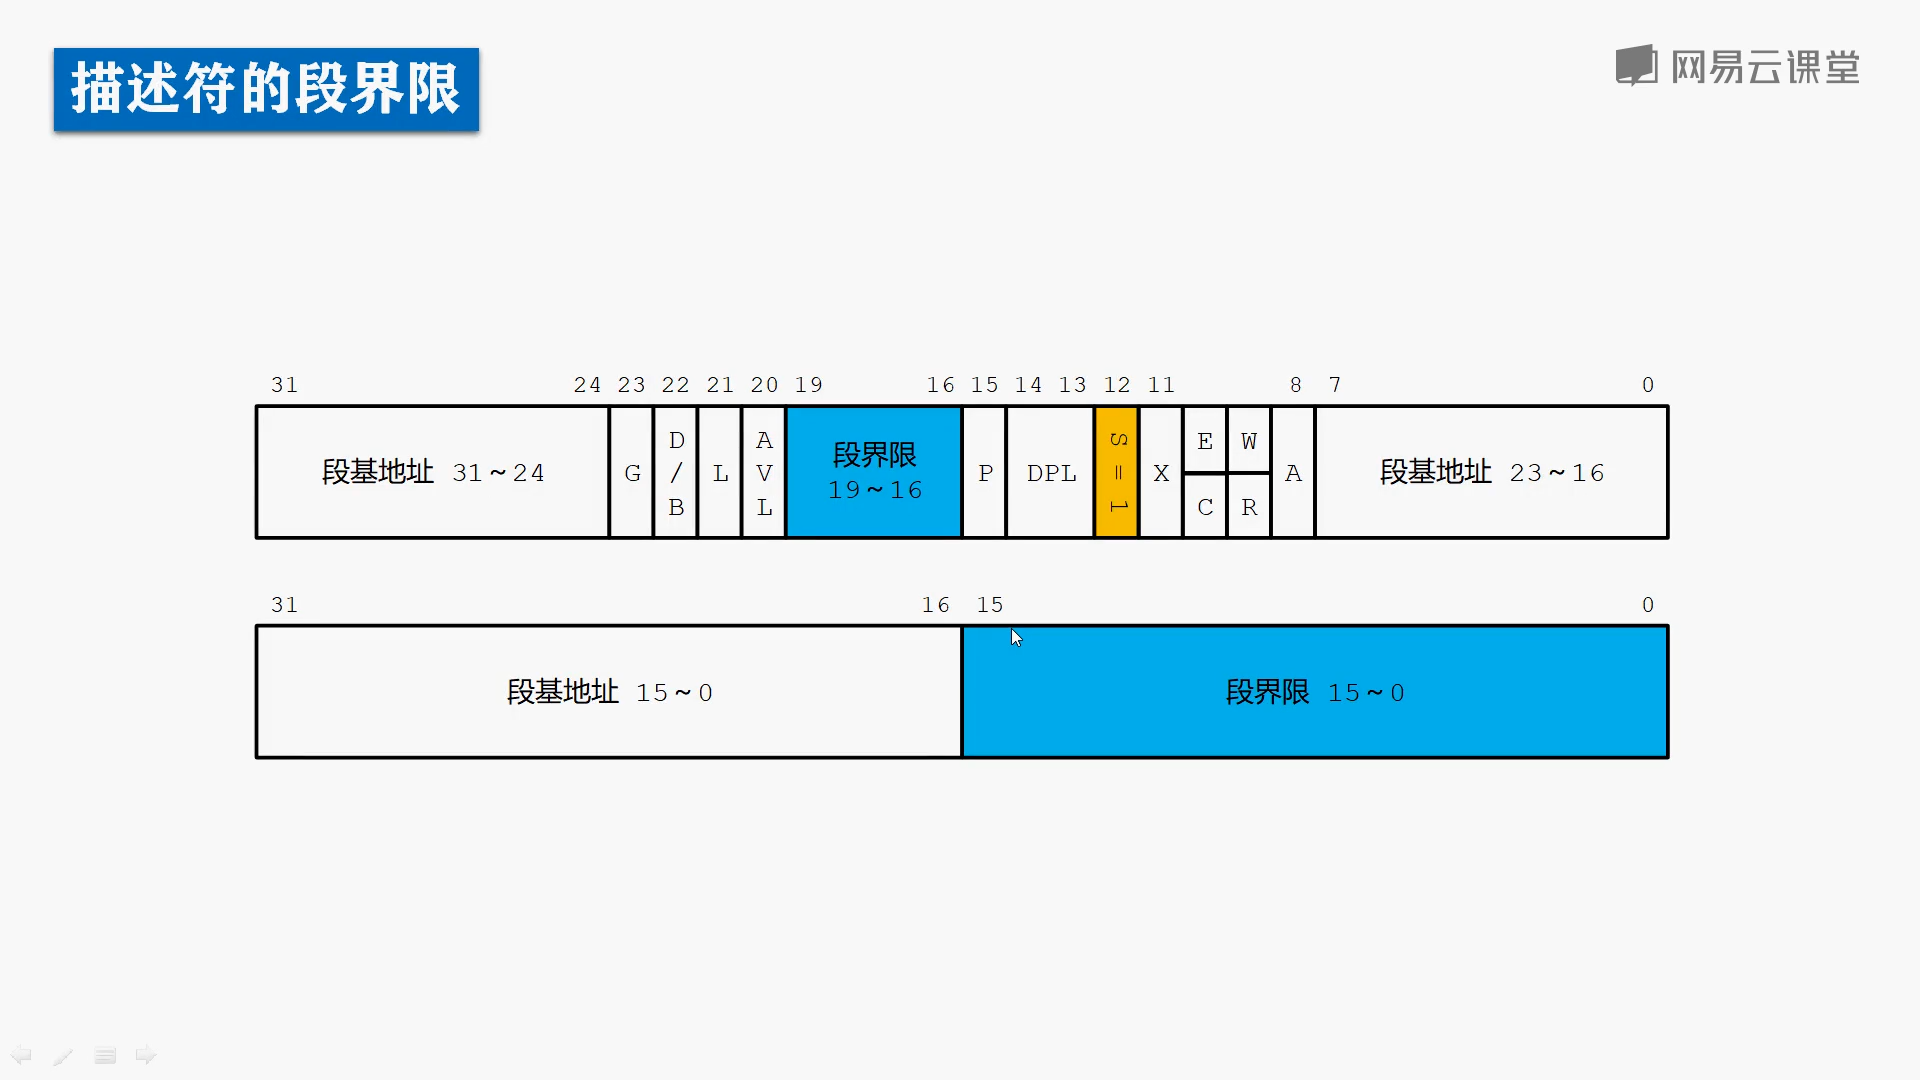 描述符的段界限
网易云课堂
31 24 23 22 21 20 19 16 15 14 13 12 11 8 7 0
段基地址 31~24
G
D/B
L
AVL
段界限
19~16
P
DPL
S=1
X
E
W
C
R
A
段基地址 23~16
31 16 15 0
段基地址 15~0
段界限 15~0